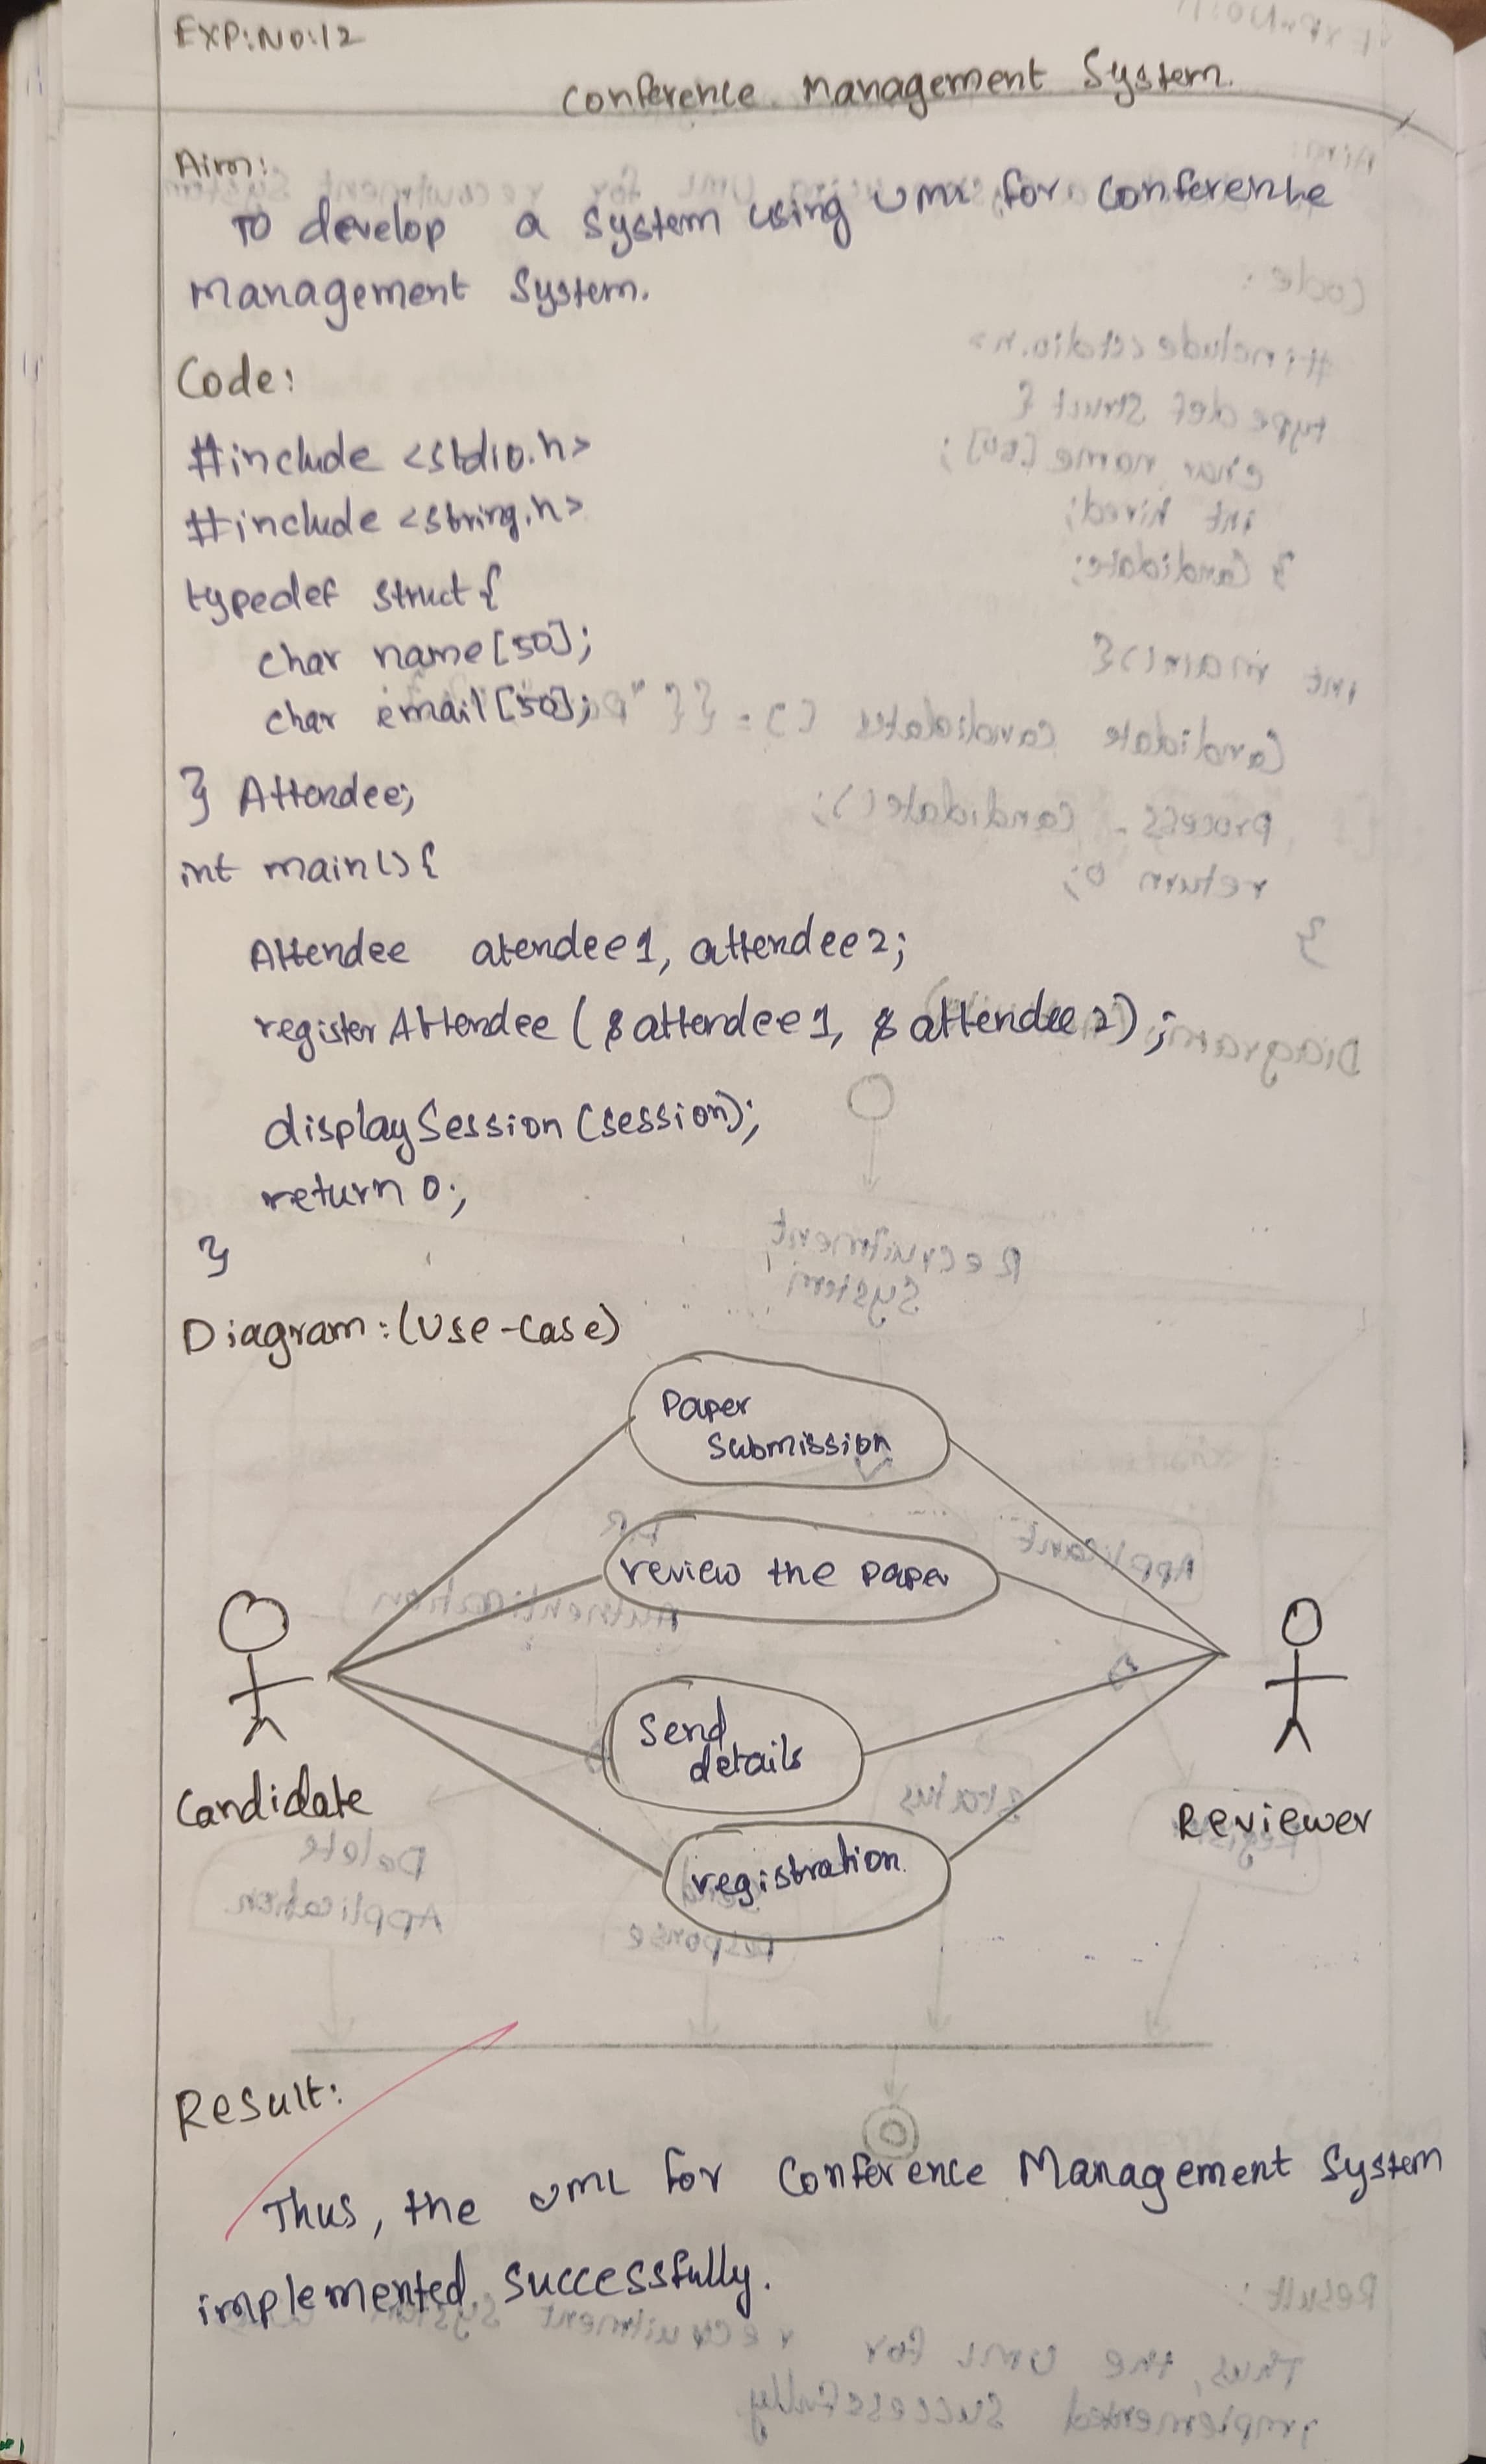 EXP:NO:12
Conference Management System.
Aim:
To develop a system using UML for conference
Management System.
Code:
#include <stdio.h>
#include <string.h>
typedef struct {
char name[50];
char email[50];
} Attendee;
int main() {
Attendee atendee1, attendee2;
registerAttendee ( &attendee1, &attendee2) ;
displaySession (session);
return 0;
}
Diagram: (Use-Case)
Paper
submission
review the paper
Send
details
Candidate
Reviewer
registration
Result:
Thus, the UML for Conference Management System
implemented successfully.